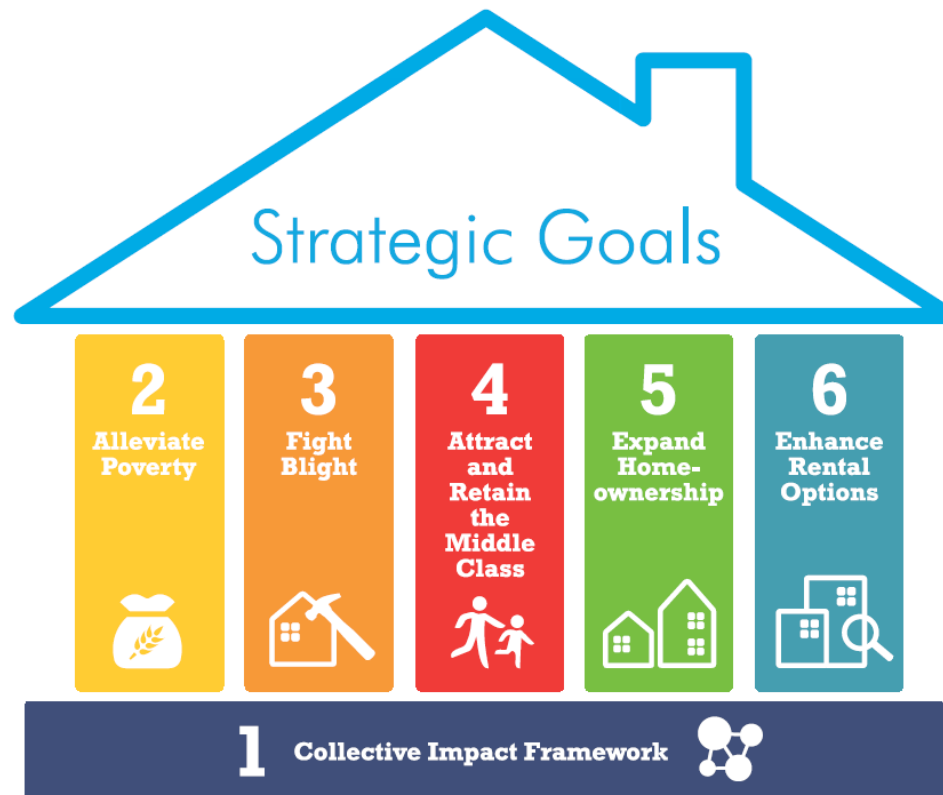 Strategic Goals
2
Alleviate
Poverty
3
Fight
Blight
4
Attract
and
Retain
the
Middle
Class
5
Expand
Home-
ownership
6
Enhance
Rental
Options
1 Collective Impact Framework